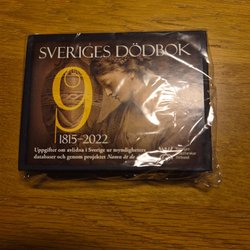 SVERIGES DÖDBOK
9
1815–2022
Uppgifter om avlidna i Sverige ur myndigheters
databaser och genom projektet Namn åt de